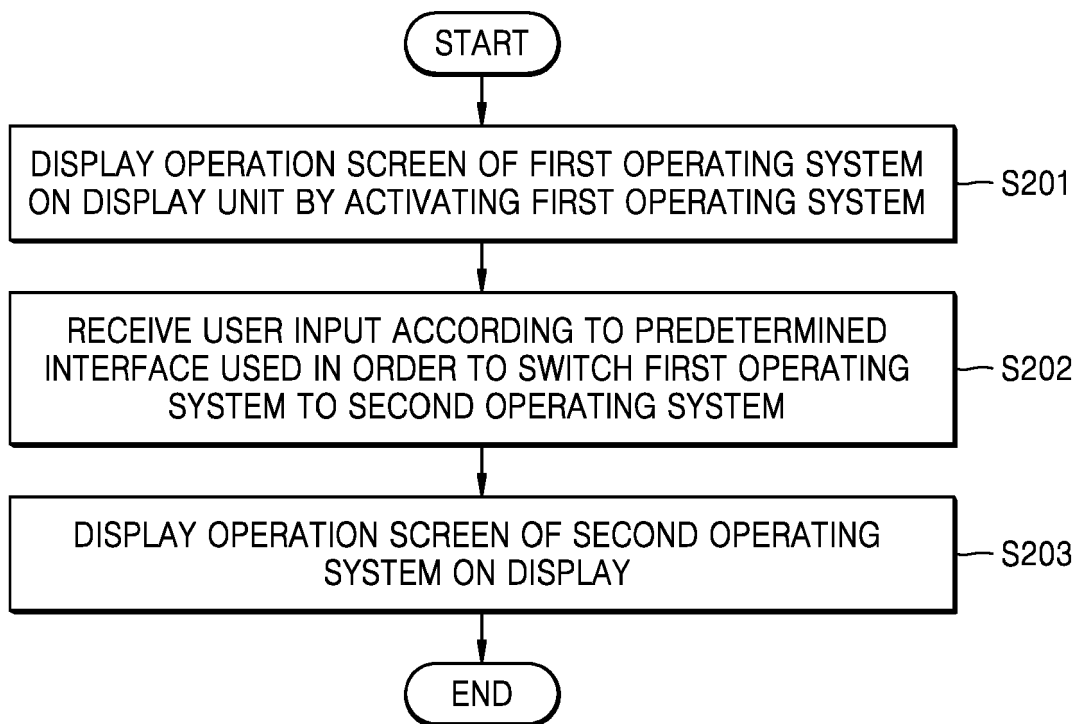 START
DISPLAY OPERATION SCREEN OF FIRST OPERATING SYSTEM
ON DISPLAY UNIT BY ACTIVATING FIRST OPERATING SYSTEM
S201
RECEIVE USER INPUT ACCORDING TO PREDETERMINED
INTERFACE USED IN ORDER TO SWITCH FIRST OPERATING
SYSTEM TO SECOND OPERATING SYSTEM
S202
DISPLAY OPERATION SCREEN OF SECOND OPERATING
SYSTEM ON DISPLAY
S203
END